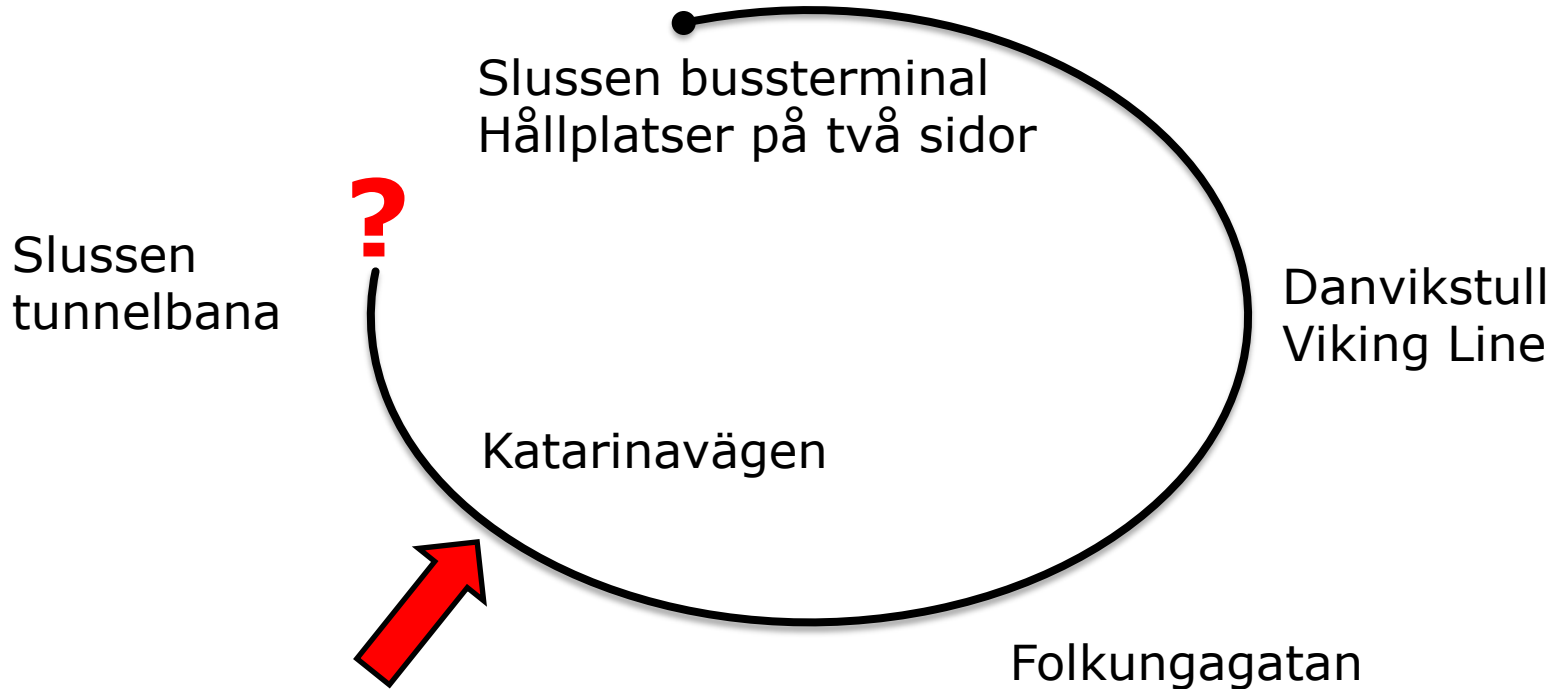 Slussen bussterminal
Hållplatser på två sidor
?
Slussen
tunnelbana
Danvikstull
Viking Line
Katarinavägen
Folkungagatan